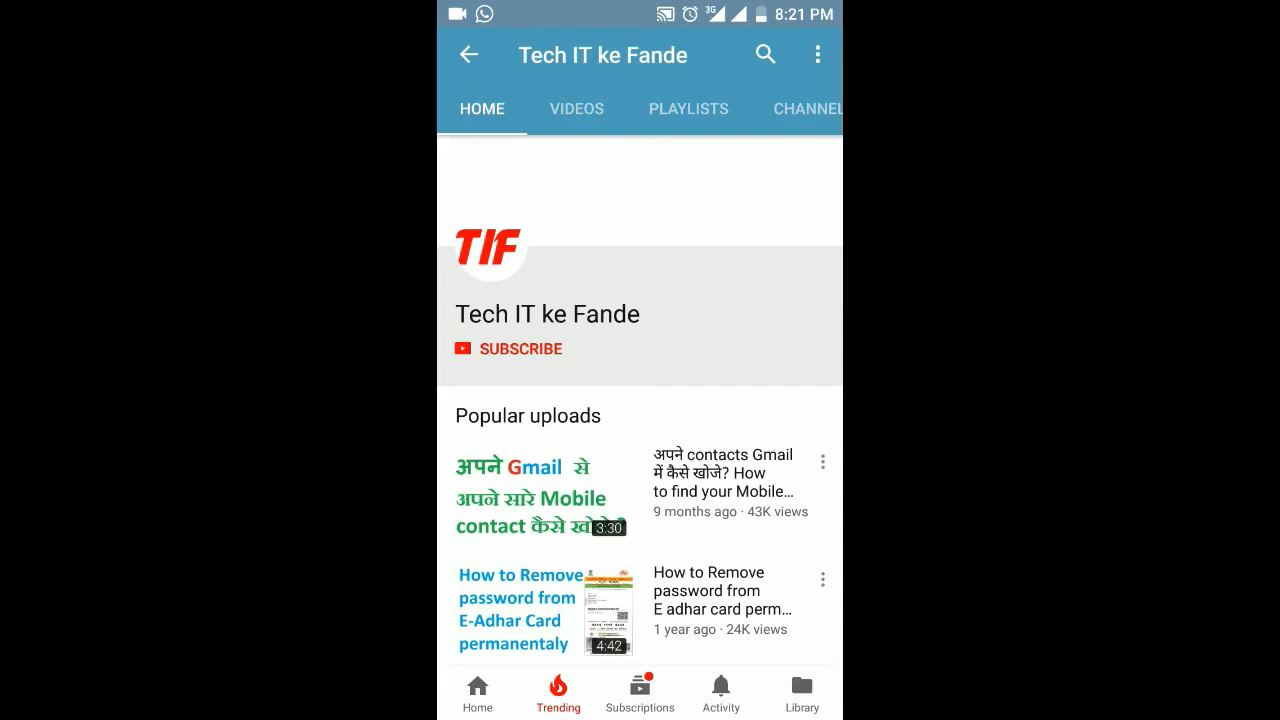 3G 8:21 PM
Tech IT ke Fande
HOME VIDEOS PLAYLISTS CHANNEL
TIF
Tech IT ke Fande
SUBSCRIBE
Popular uploads
अपने Gmail से
अपने सारे Mobile
contact कैसे
3:30
अपने contacts Gmail
में कैसे खोजे? How
to find your Mobile...
9 months ago · 43K views
How to Remove
password from
E-Adhar Card
permanentaly
4:42
How to Remove
password from
E adhar card perm...
1 year ago · 24K views
Home Trending Subscriptions Activity Library